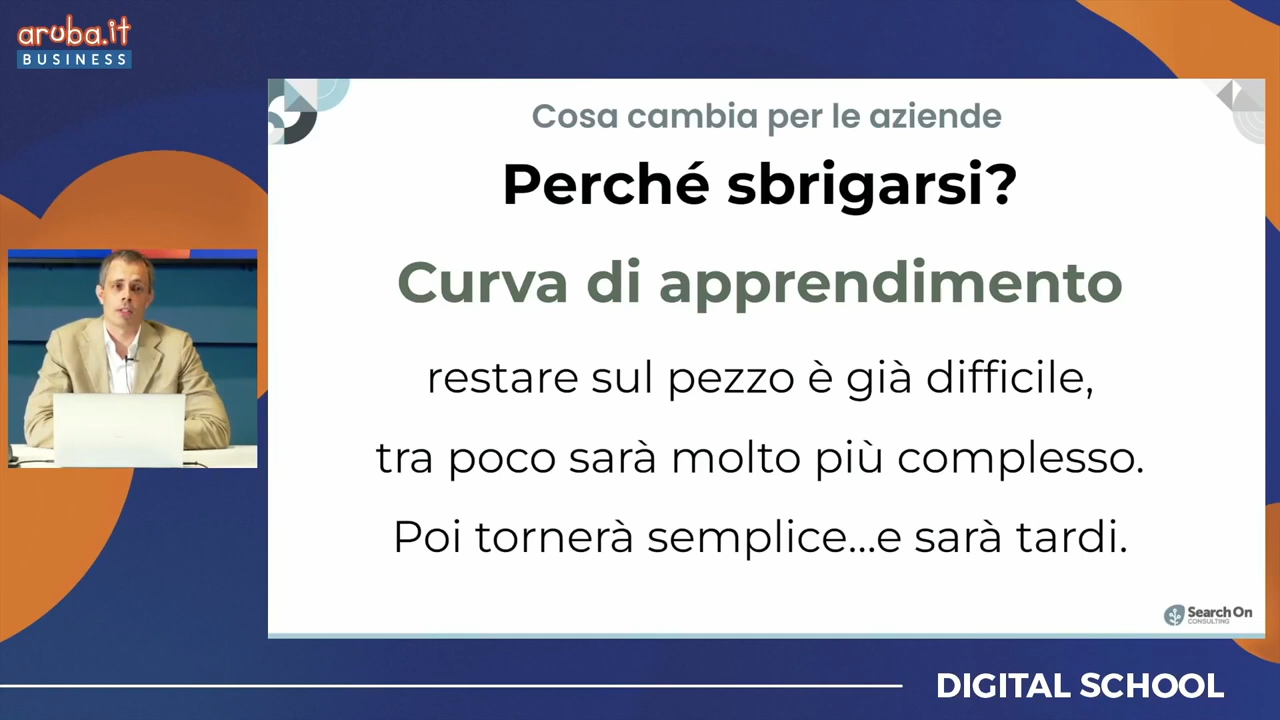 aruba.it
BUSINESS
Cosa cambia per le aziende
Perché sbrigarsi?
Curva di apprendimento
restare sul pezzo è già difficile,
tra poco sarà molto più complesso.
Poi tornerà semplice...e sarà tardi.
Search On
CONSULTING
DIGITAL SCHOOL